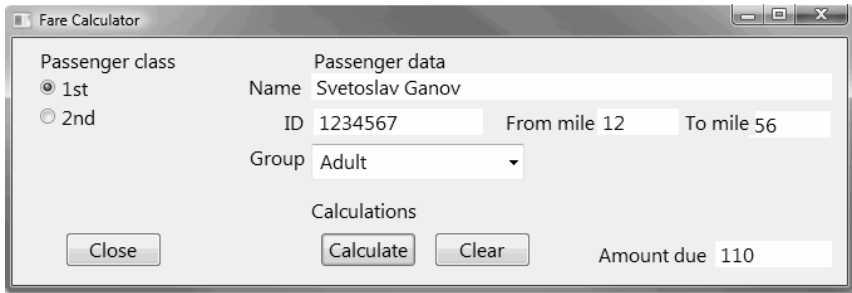 Fare Calculator
Passenger class Passenger data
1st Name Svetoslav Ganov
2nd ID 1234567 From mile 12 To mile 56
Group Adult
Calculations
Close Calculate Clear Amount due 110